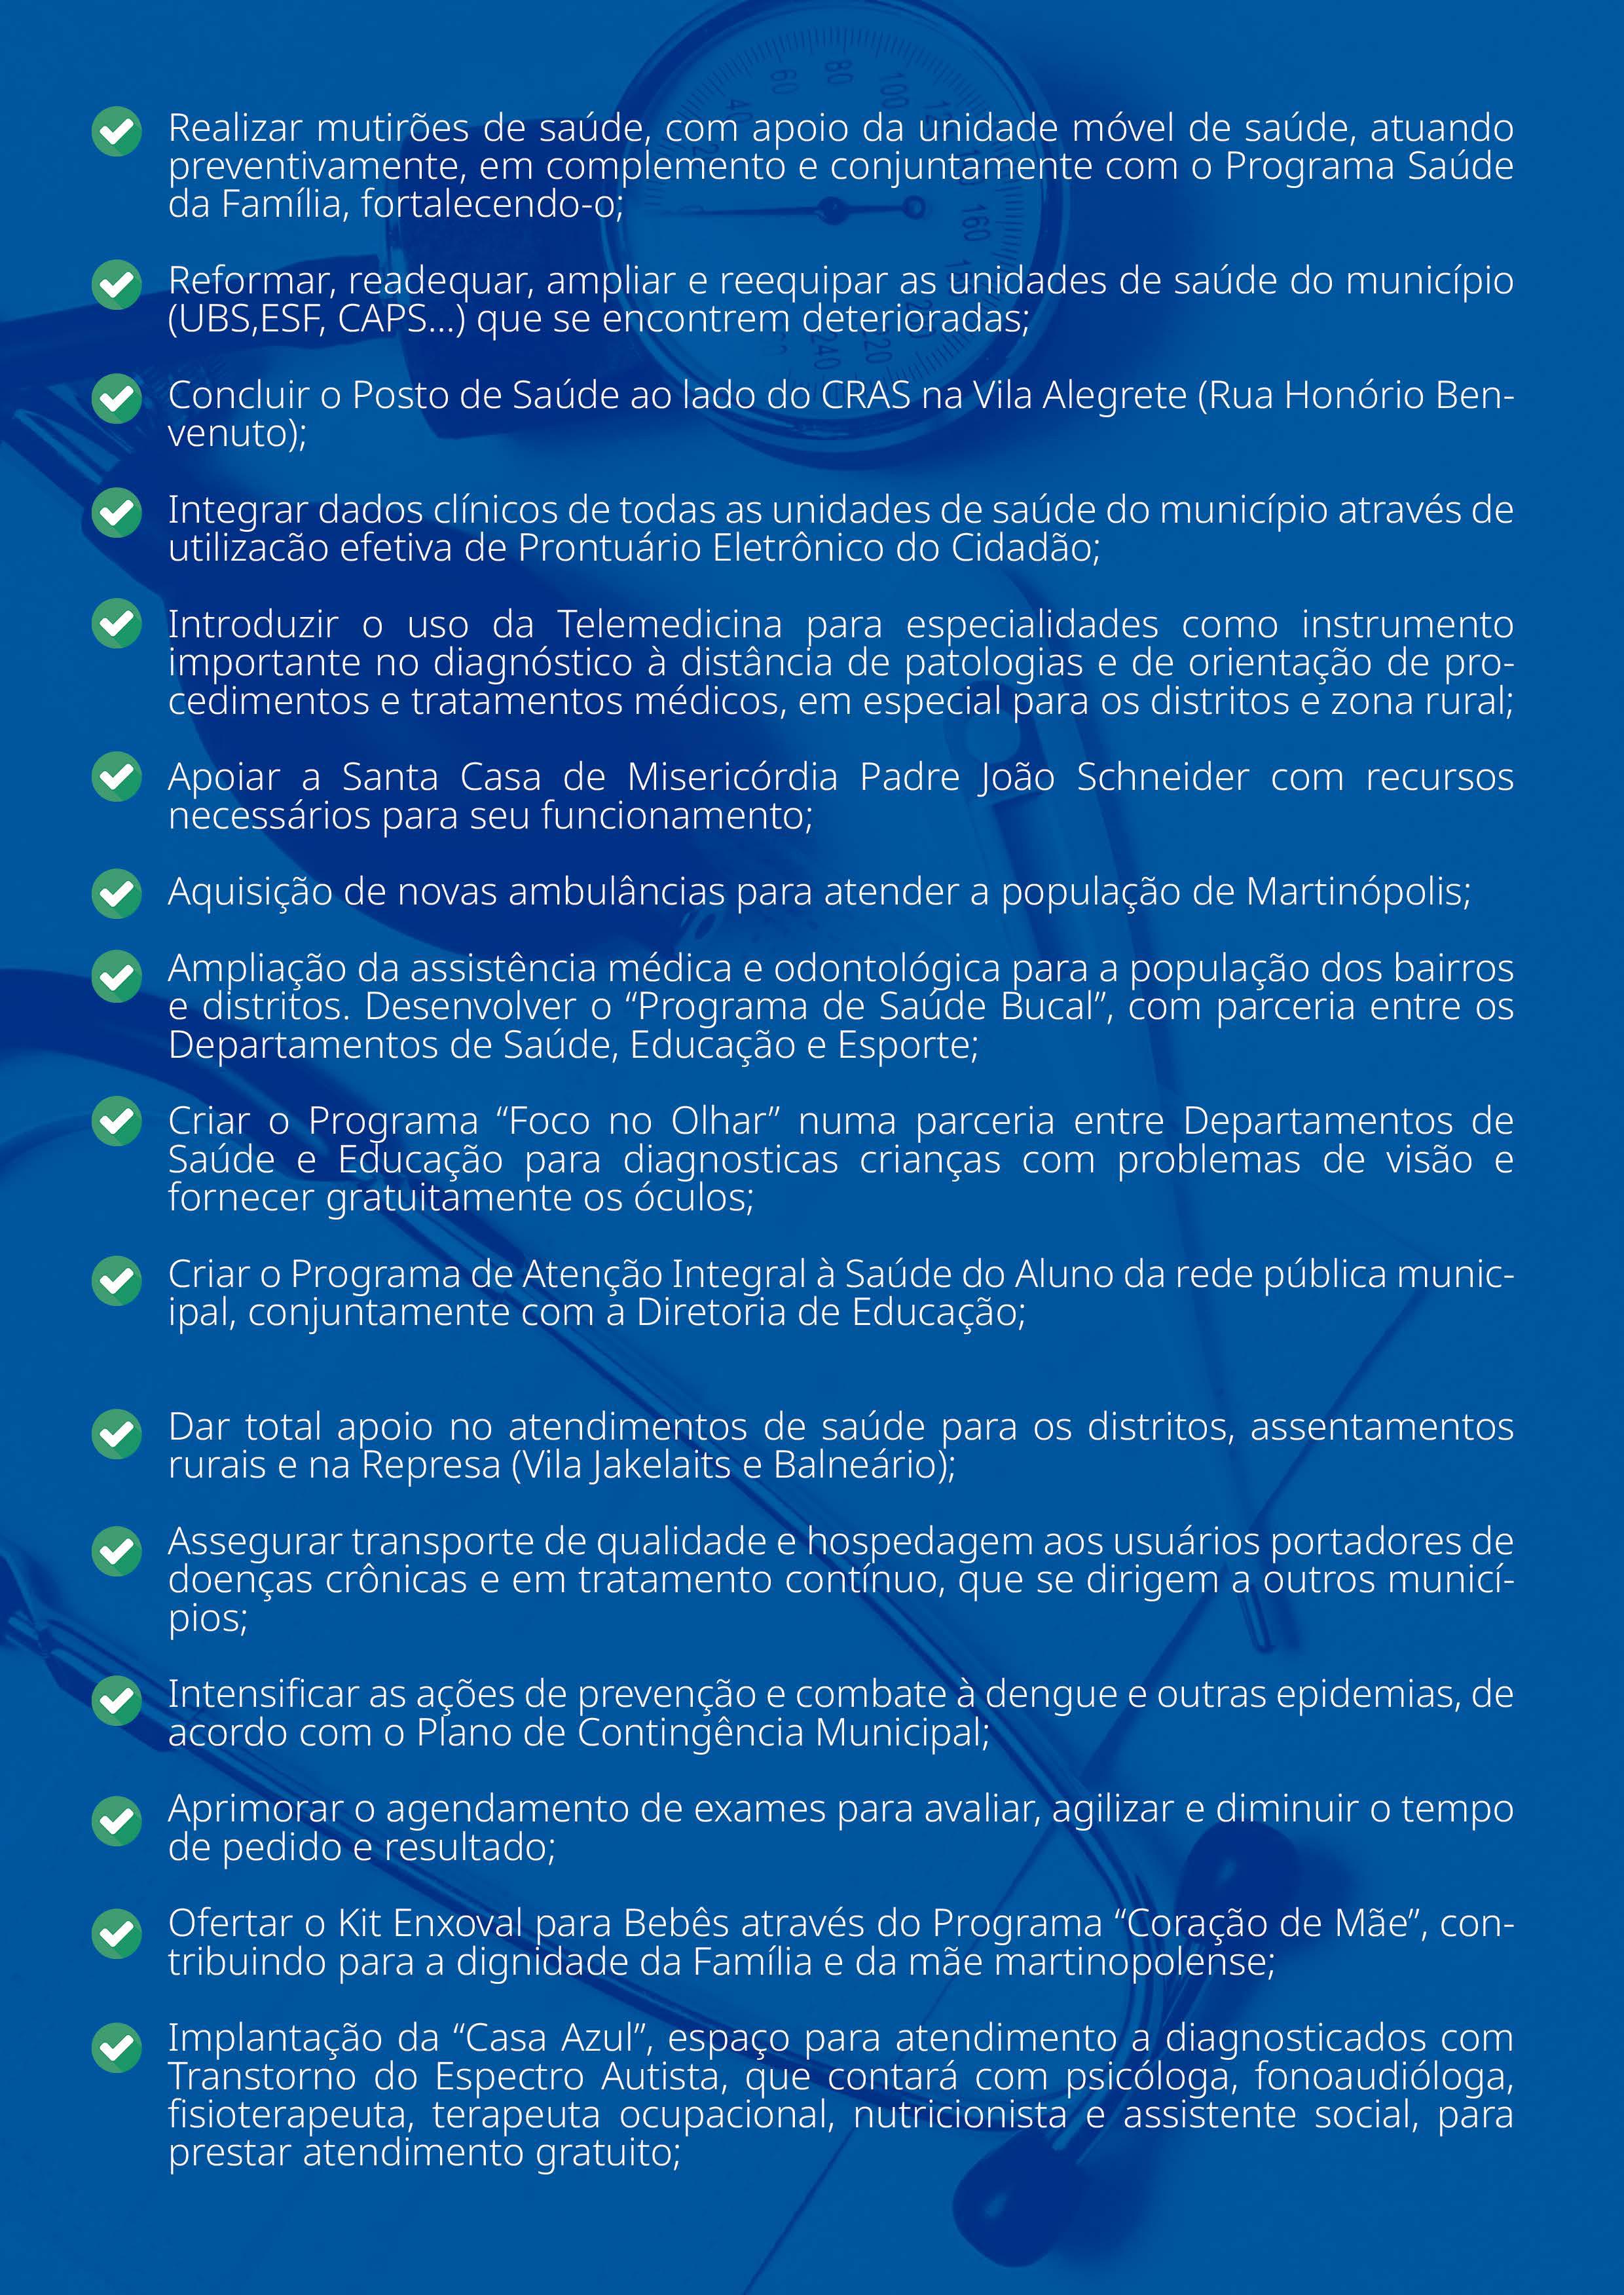 Realizar mutirões de saúde, com apoio da unidade móvel de saúde, atuando
preventivamente, em complemento e conjuntamente com o Programa Saúde
da Família, fortalecendo-o;
Reformar, readequar, ampliar e reequipar as unidades de saúde do município
(UBS,ESF, CAPS...) que se encontrem deterioradas;
Concluir o Posto de Saúde ao lado do CRAS na Vila Alegrete (Rua Honório Ben-
venuto);
Integrar dados clínicos de todas as unidades de saúde do município através de
utilizacão efetiva de Prontuário Eletrônico do Cidadão;
Introduzir o uso da Telemedicina para especialidades como instrumento
importante no diagnóstico à distância de patologias e de orientação de pro-
cedimentos e tratamentos médicos, em especial para os distritos e zona rural;
Apoiar a Santa Casa de Misericórdia Padre João Schneider com recursos
necessários para seu funcionamento;
Aquisição de novas ambulâncias para atender a população de Martinópolis;
Ampliação da assistência médica e odontológica para a população dos bairros
e distritos. Desenvolver o “Programa de Saúde Bucal”, com parceria entre os
Departamentos de Saúde, Educação e Esporte;
Criar o Programa “Foco no Olhar” numa parceria entre Departamentos de
Saúde e Educação para diagnosticas crianças com problemas de visão e
fornecer gratuitamente os óculos;
Criar o Programa de Atenção Integral à Saúde do Aluno da rede pública munic-
ipal, conjuntamente com a Diretoria de Educação;
Dar total apoio no atendimentos de saúde para os distritos, assentamentos
rurais e na Represa (Vila Jakelaits e Balneário);
Assegurar transporte de qualidade e hospedagem aos usuários portadores de
doenças crônicas e em tratamento contínuo, que se dirigem a outros municí-
pios;
Intensificar as ações de prevenção e combate à dengue e outras epidemias, de
acordo com o Plano de Contingência Municipal;
Aprimorar o agendamento de exames para avaliar, agilizar e diminuir o tempo
de pedido e resultado;
Ofertar o Kit Enxoval para Bebês através do Programa “Coração de Mãe”, con-
tribuindo para a dignidade da Família e da mãe martinopolense;
Implantação da “Casa Azul”, espaço para atendimento a diagnosticados com
Transtorno do Espectro Autista, que contará com psicóloga, fonoaudióloga,
fisioterapeuta, terapeuta ocupacional, nutricionista e assistente social, para
prestar atendimento gratuito;